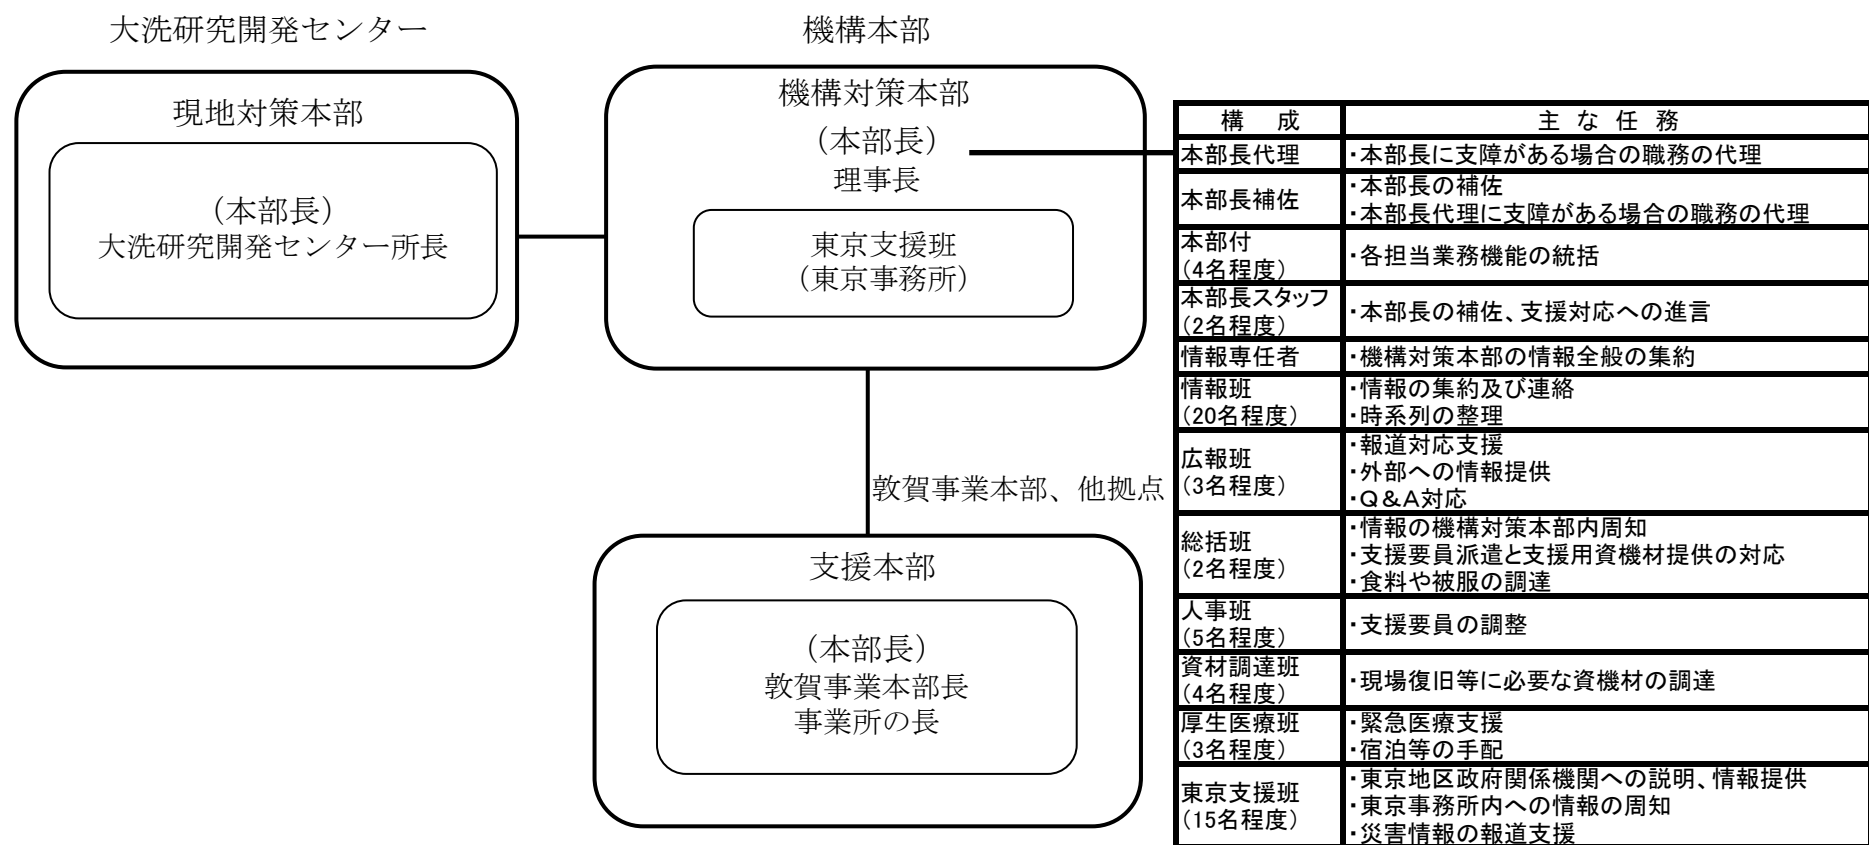 大洗研究開発センター
現地対策本部
（本部長）
大洗研究開発センター所長
機構本部
機構対策本部
（本部長）
理事長
東京支援班
（東京事務所）
敦賀事業本部、他拠点
支援本部
（本部長）
敦賀事業本部長
事業所の長
構　成　主　な　任　務
本部長代理　・本部長に支障がある場合の職務の代理
本部長補佐　・本部長の補佐
・本部長代理に支障がある場合の職務の代理
本部付
（4名程度）　・各担当業務機能の統括
本部長スタッフ
（2名程度）　・本部長の補佐、支援対応への進言
情報専任者　・機構対策本部の情報全般の集約
情報班　・情報の集約及び連絡
（20名程度）　・時系列の整理
広報班
（3名程度）
・報道対応支援
・外部への情報提供
・Q＆A対応
総括班
（2名程度）
・情報の機構対策本部内周知
・支援要員派遣と支援用資機材提供の対応
・食料や被服の調達
人事班
（5名程度）　・支援要員の調整
資材調達班
（4名程度）　・現場復旧等に必要な資機材の調達
厚生医療班　・緊急医療支援
（3名程度）　・宿泊等の手配
東京支援班
（15名程度）
・東京地区政府関係機関への説明、情報提供
・東京事務所内への情報の周知
・災害情報の報道支援